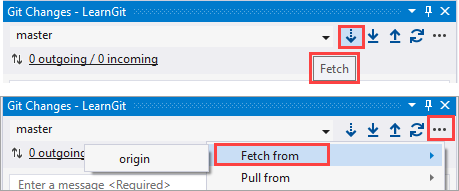 Git Changes - LearnGit
master
0 outgoing / 0 incoming
Fetch
Git Changes - LearnGit
master
0 outgoing
origin
Fetch from
Enter a message <Required>
Pull from